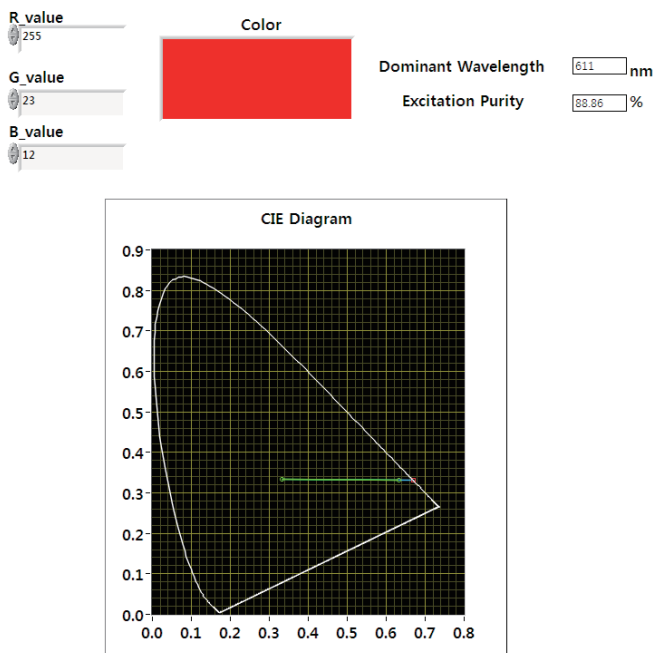 R_value
255
G_value
23
B_value
12
Color
Dominant Wavelength 611 nm
Excitation Purity 88.86 %
CIE Diagram
0.9
0.8
0.7
0.6
0.5
0.4
0.3
0.2
0.1
0.0
0.0 0.1 0.2 0.3 0.4 0.5 0.6 0.7 0.8